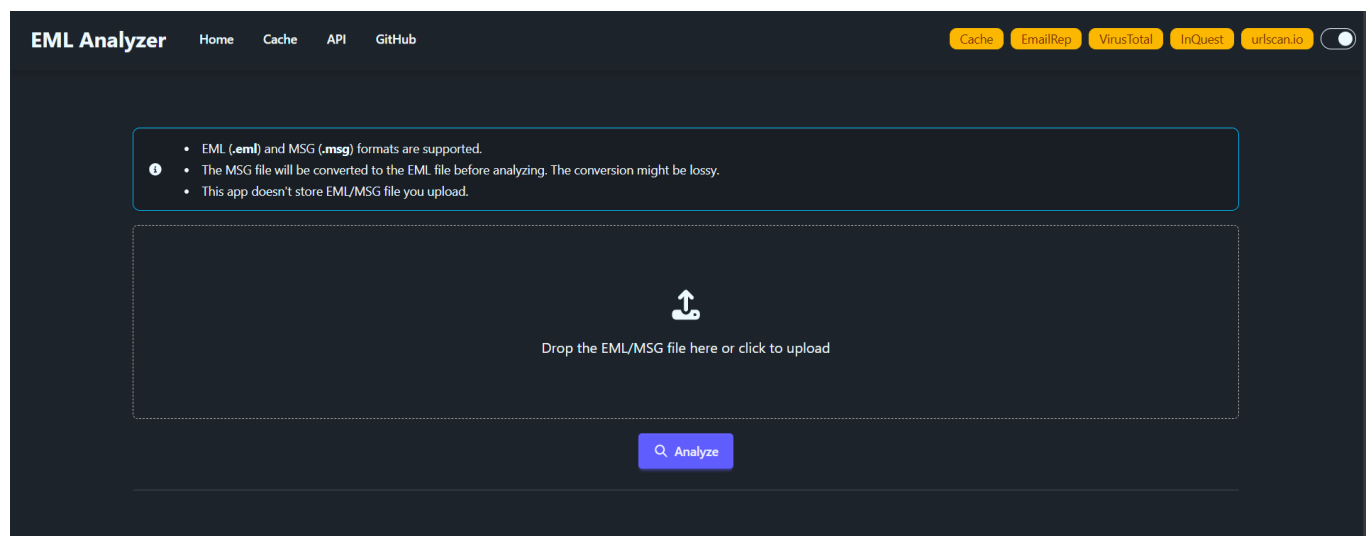 EML Analyzer Home Cache API GitHub Cache EmailRep VirusTotal InQuest urlscan.io
• EML (.eml) and MSG (.msg) formats are supported.
• The MSG file will be converted to the EML file before analyzing. The conversion might be lossy.
• This app doesn't store EML/MSG file you upload.
Drop the EML/MSG file here or click to upload
Analyze